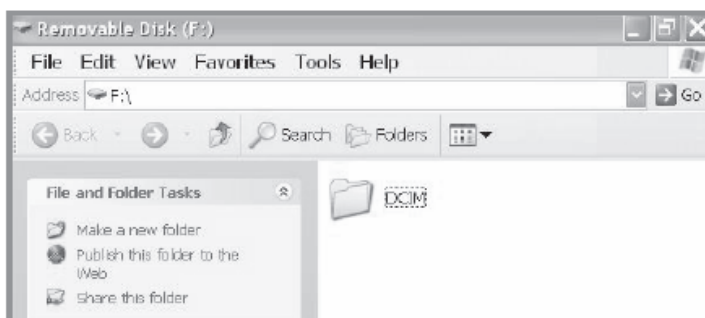 Removable Disk (F:)
File Edit View Favorites Tools Help
Address F:\ Go
Back Search Folders
File and Folder Tasks
DCIM
Make a new folder
Publish this folder to the
Web
Share this folder